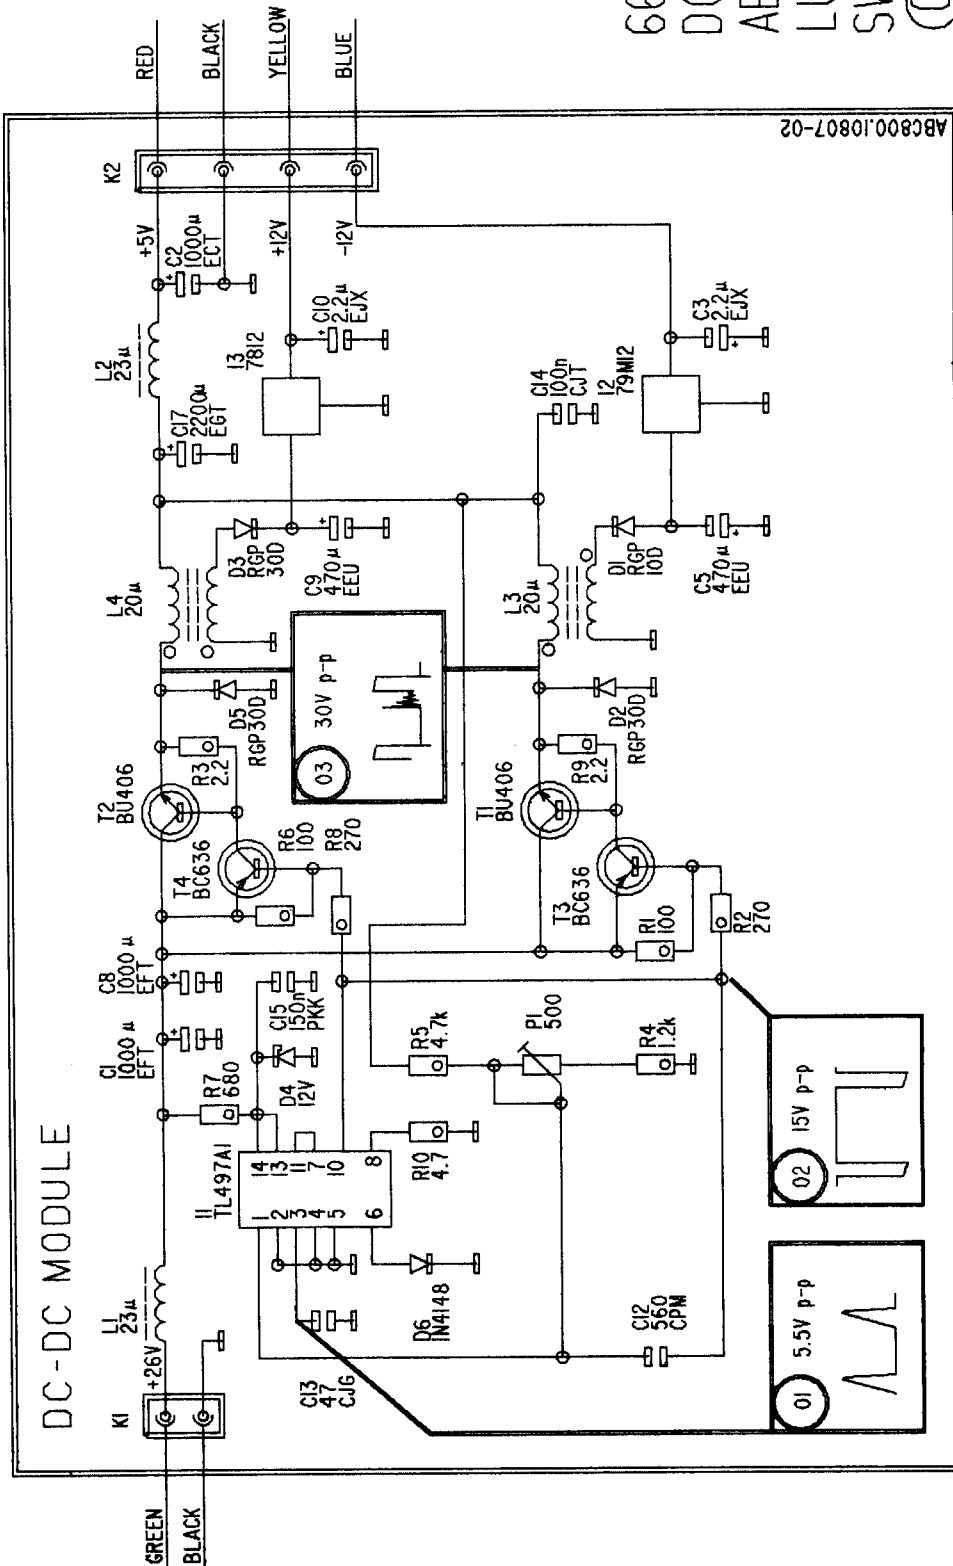 DC-DC MODULE
GREEN
BLACK
K1
+26V
L1
23µ
C1
1000µ
EFT
C8
1000µ
EFT
R7
680
T2
BU406
T4
BC636
R3
2.2
R6
100
R8
270
D5
RGP30D
L4
20µ
D3
RGP
30D
C9
470µ
EEU
C17
2200µ
EGT
L2
23µ
C2
1000µ
ECT
I3
7812
C10
2.2µ
EJX
+5V
+12V
-12V
K2
RED
BLACK
YELLOW
BLUE
I1
TL497A1
1
2
3
4
5
6
14
13
11
7
10
8
D4
12V
C15
150n
PKK
R10
4.7
D6
1N4148
C13
47
CJG
C12
560
CPM
R5
4.7k
P1
500
R4
1.2k
T1
BU406
T3
BC636
R9
2.2
R1
100
R2
270
D2
RGP30D
L3
20µ
D1
RGP
10D
C5
470µ
EEU
C14
100n
CJT
I2
79M12
C3
2.2µ
EJX
01
5.5V p-p
02
15V p-p
03
30V p-p
ABC800.10807-02
66
DC
AB
LU
SW